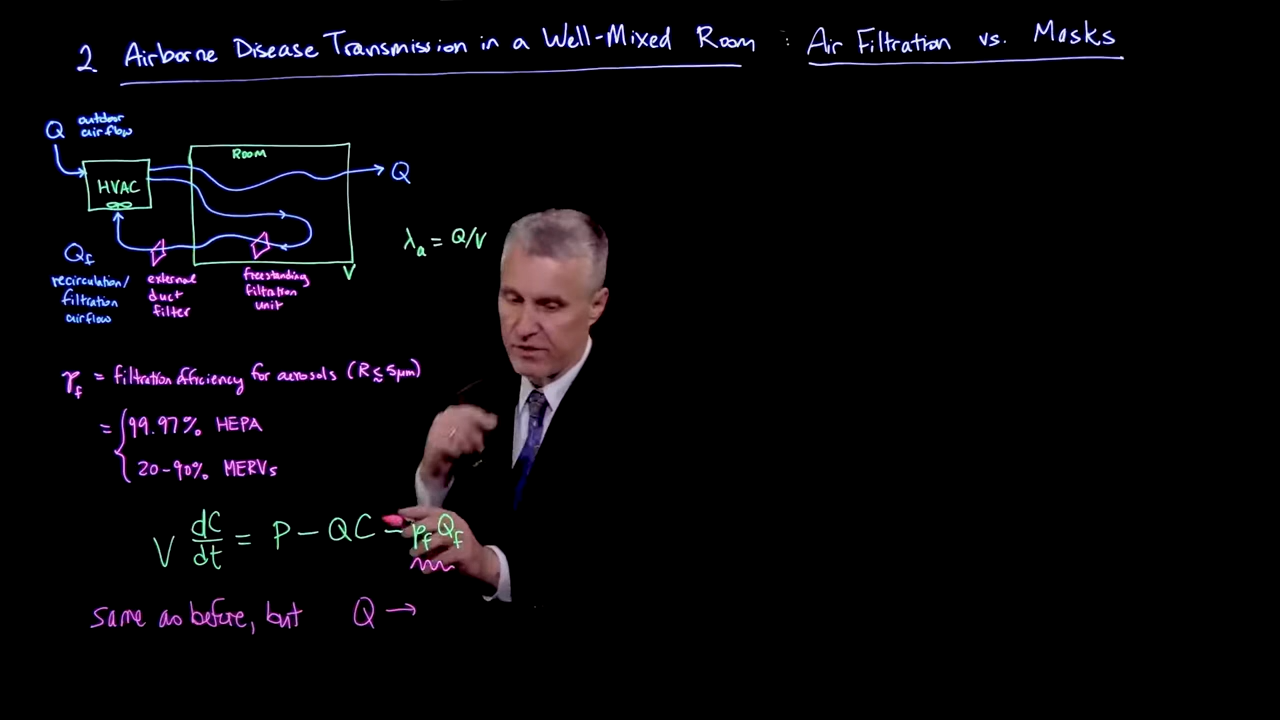 2 Airborne Disease Transmission in a Well-Mixed Room : Air Filtration vs. Masks
Q outdoor airflow
ROOM
HVAC
Q
λa = Q/V
Qf
recirculation/
filtration
airflow
external
duct
filter
freestanding
filtration
unit
V
γf = filtration efficiency for aerosols (R ≲ 5μm)
= { 99.97% HEPA
20-90% MERVs
V dC/dt = P - QC - pf Qf
same as before, but Q →